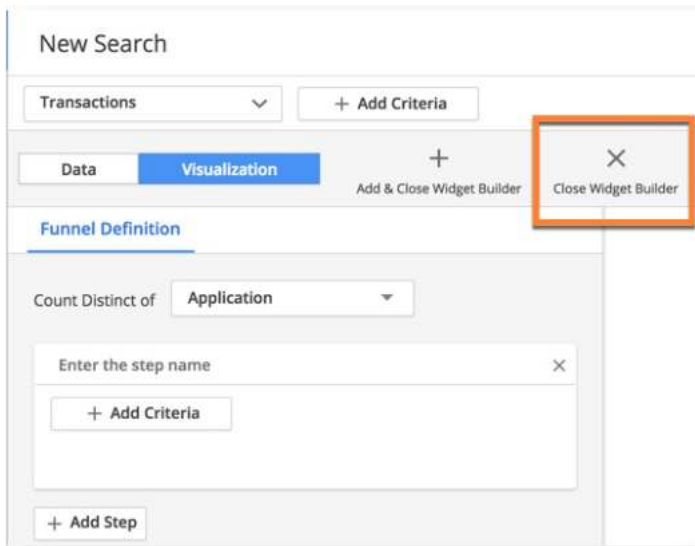 New Search
Transactions
+ Add Criteria
Data
Visualization
Add & Close Widget Builder
Close Widget Builder
Funnel Definition
Count Distinct of
Application
Enter the step name
+ Add Criteria
+ Add Step